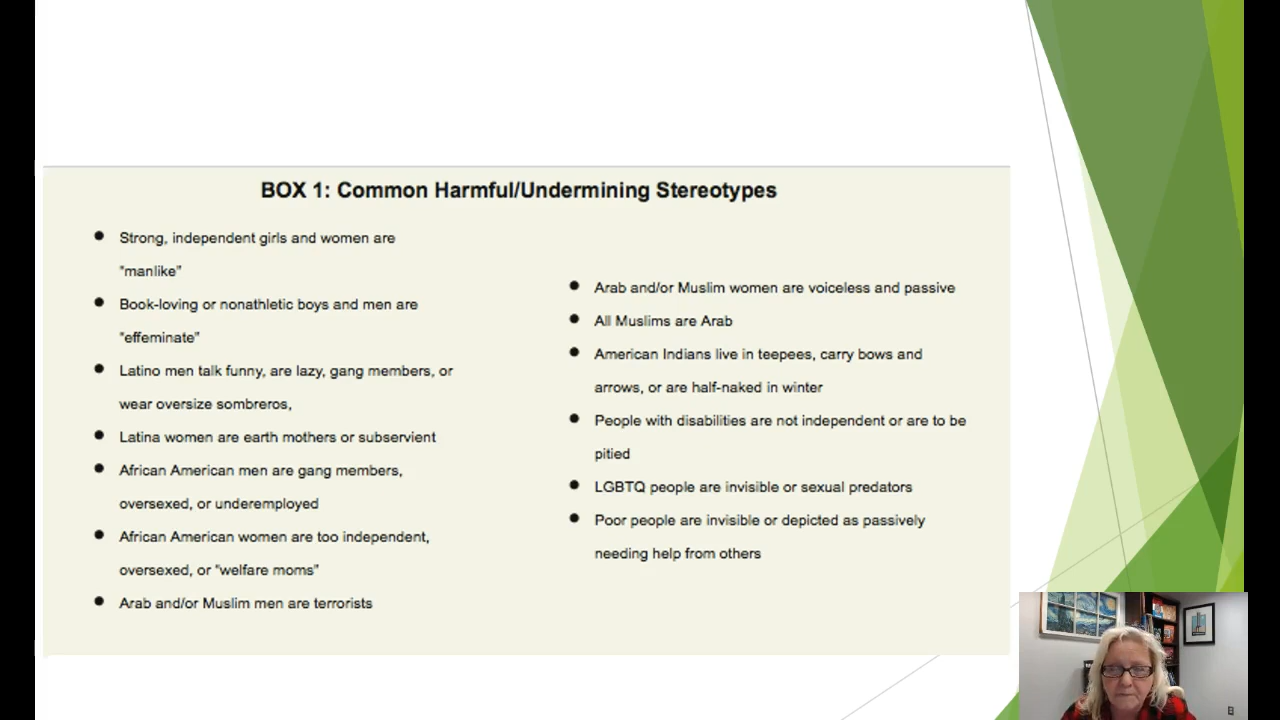 BOX 1: Common Harmful/Undermining Stereotypes
● Strong, independent girls and women are
"manlike"
● Book-loving or nonathletic boys and men are
"effeminate"
● Latino men talk funny, are lazy, gang members, or
wear oversize sombreros,
● Latina women are earth mothers or subservient
● African American men are gang members,
oversexed, or underemployed
● African American women are too independent,
oversexed, or "welfare moms"
● Arab and/or Muslim men are terrorists
● Arab and/or Muslim women are voiceless and passive
● All Muslims are Arab
● American Indians live in teepees, carry bows and
arrows, or are half-naked in winter
● People with disabilities are not independent or are to be
pitied
● LGBTQ people are invisible or sexual predators
● Poor people are invisible or depicted as passively
needing help from others